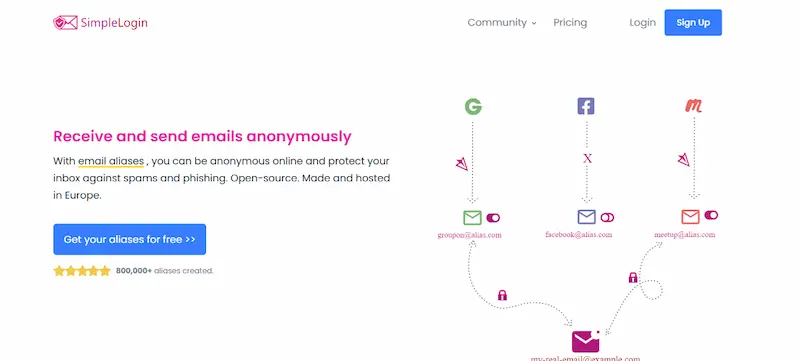 SimpleLogin
Community
Pricing
Login
Sign Up
Receive and send emails anonymously
With email aliases , you can be anonymous online and protect your
inbox against spams and phishing. Open-source. Made and hosted
in Europe.
Get your aliases for free >>
800,000+ aliases created.
G
f
m
X
groupon@alias.com
facebook@alias.com
meetup@alias.com
my-real-email@example.com